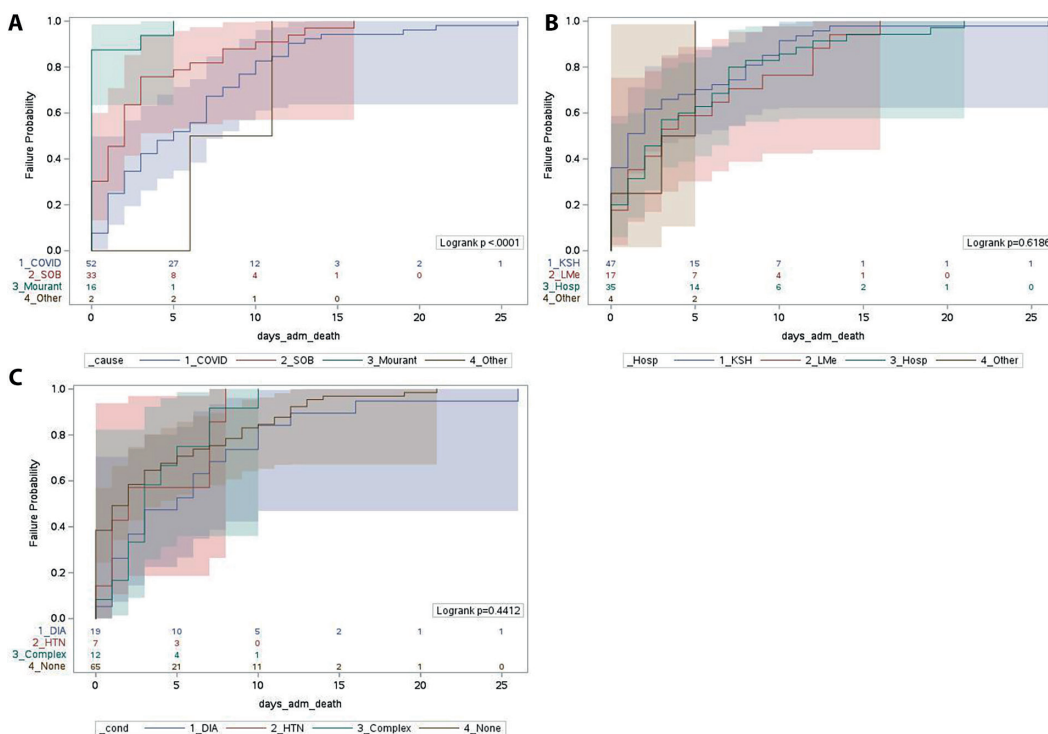 A
1.0
0.8
0.6
0.4
0.2
0.0
Failure Probability
Logrank p <.0001
1_COVID 52 27 12 3 2 1
2_SOB 33 8 4 1 0
3_Mourant 16 1
4_Other 2 2 1 0
0 5 10 15 20 25
days_adm_death
_cause 1_COVID 2_SOB 3_Mourant 4_Other
B
1.0
0.8
0.6
0.4
0.2
0.0
Failure Probability
Logrank p=0.6186
1_KSH 47 15 7 1 1 1
2_LMe 17 7 4 1 0
3_Hosp 35 14 6 2 1 0
4_Other 4 2
0 5 10 15 20 25
days_adm_death
_Hosp 1_KSH 2_LMe 3_Hosp 4_Other
C
1.0
0.8
0.6
0.4
0.2
0.0
Failure Probability
Logrank p=0.4412
1_DIA 19 10 5 2 1 1
2_HTN 7 3 0
3_Complex 12 4 1
4_None 65 21 11 2 1 0
0 5 10 15 20 25
days_adm_death
_cond 1_DIA 2_HTN 3_Complex 4_None